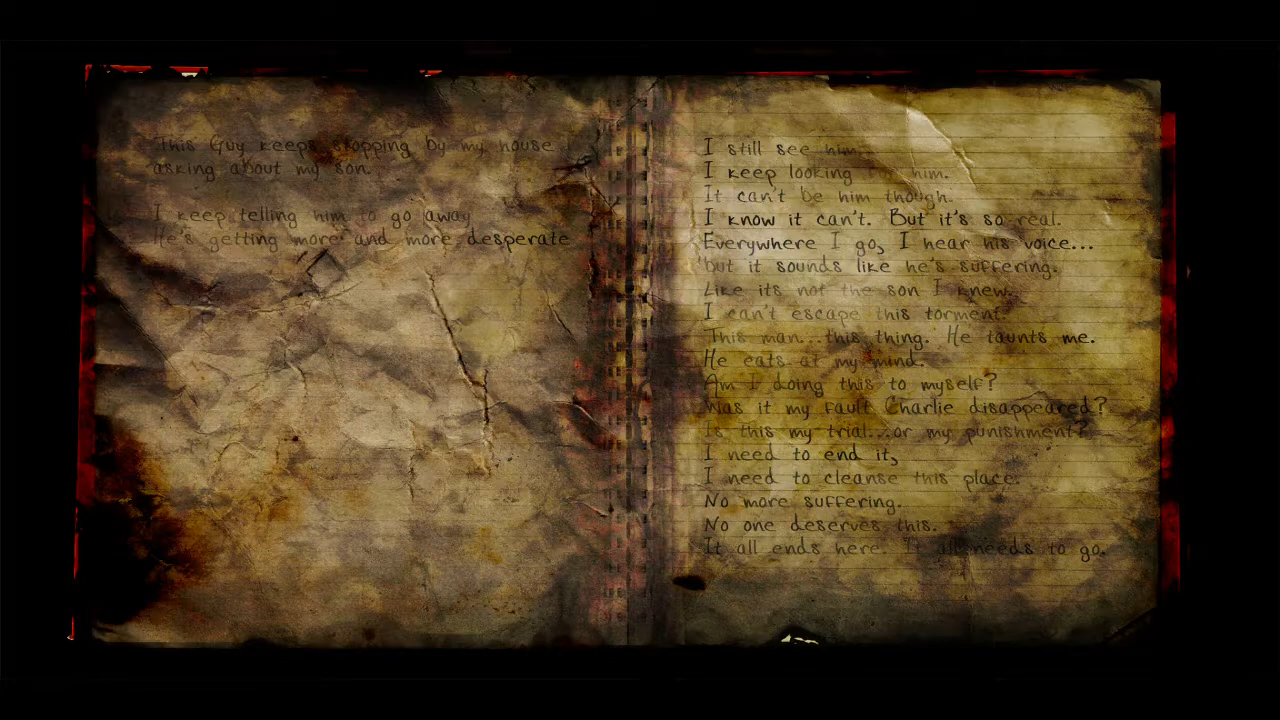 This Guy keeps stopping by my house
asking about my son.
I keep telling him to go away
He's getting more and more desperate
I still see him.
I keep looking for him.
It can't be him though.
I know it can't. But it's so real.
Everywhere I go, I hear his voice...
but it sounds like he's suffering.
Like its not the son I knew.
I can't escape this torment.
This man...this thing. He taunts me.
He eats at my mind.
Am I doing this to myself?
Was it my fault Charlie disappeared?
Is this my trial...or my punishment?
I need to end it,
I need to cleanse this place.
No more suffering.
No one deserves this.
It all ends here. It all needs to go.